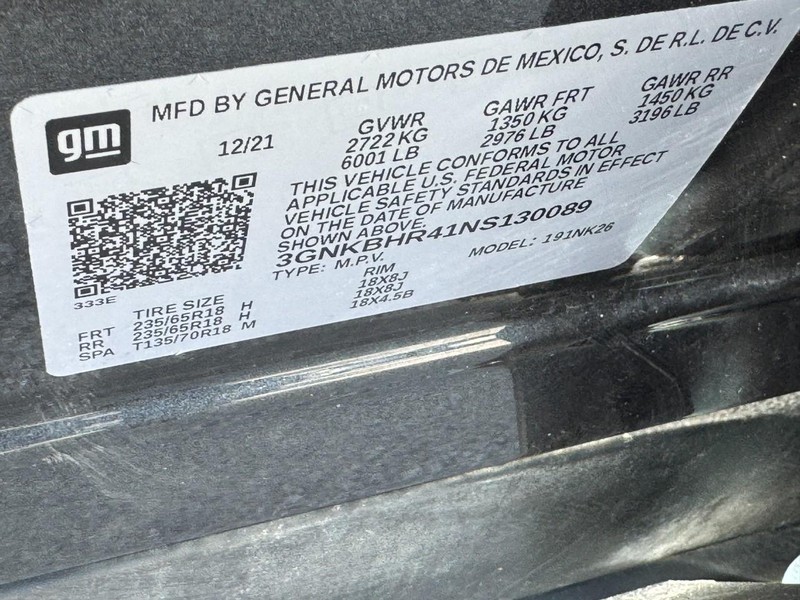 MFD BY GENERAL MOTORS DE MEXICO, S. DE R.L. DE C.V.
gm
12/21
GVWR
2722 KG
6001 LB
GAWR FRT
1350 KG
2976 LB
GAWR RR
1450 KG
3196 LB
THIS VEHICLE CONFORMS TO ALL
APPLICABLE U.S. FEDERAL MOTOR
VEHICLE SAFETY STANDARDS IN EFFECT
ON THE DATE OF MANUFACTURE
SHOWN ABOVE.
3GNKBHR41NS130089
TYPE: M.P.V. MODEL: 191NK26
333E
TIRE SIZE RIM
FRT 235/65R18 H 18X8J
RR 235/65R18 H 18X8J
SPA T135/70R18 M 18X4.5B